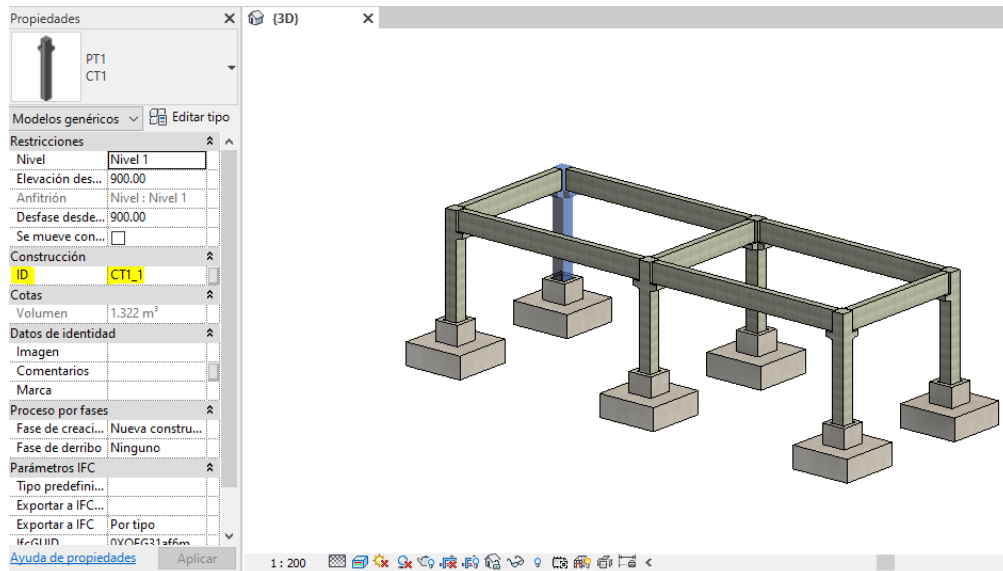 Propiedades
{3D}
PT1
CT1
Modelos genéricos
Editar tipo
Restricciones
Nivel Nivel 1
Elevación des... 900.00
Anfitrión Nivel : Nivel 1
Desfase desde... 900.00
Se mueve con...
Construcción
ID CT1_1
Cotas
Volumen 1.322 m³
Datos de identidad
Imagen
Comentarios
Marca
Proceso por fases
Fase de creaci... Nueva constru...
Fase de derribo Ninguno
Parámetros IFC
Tipo predefini...
Exportar a IFC...
Exportar a IFC Por tipo
IfcGUID
Ayuda de propiedades
Aplicar
1 : 200